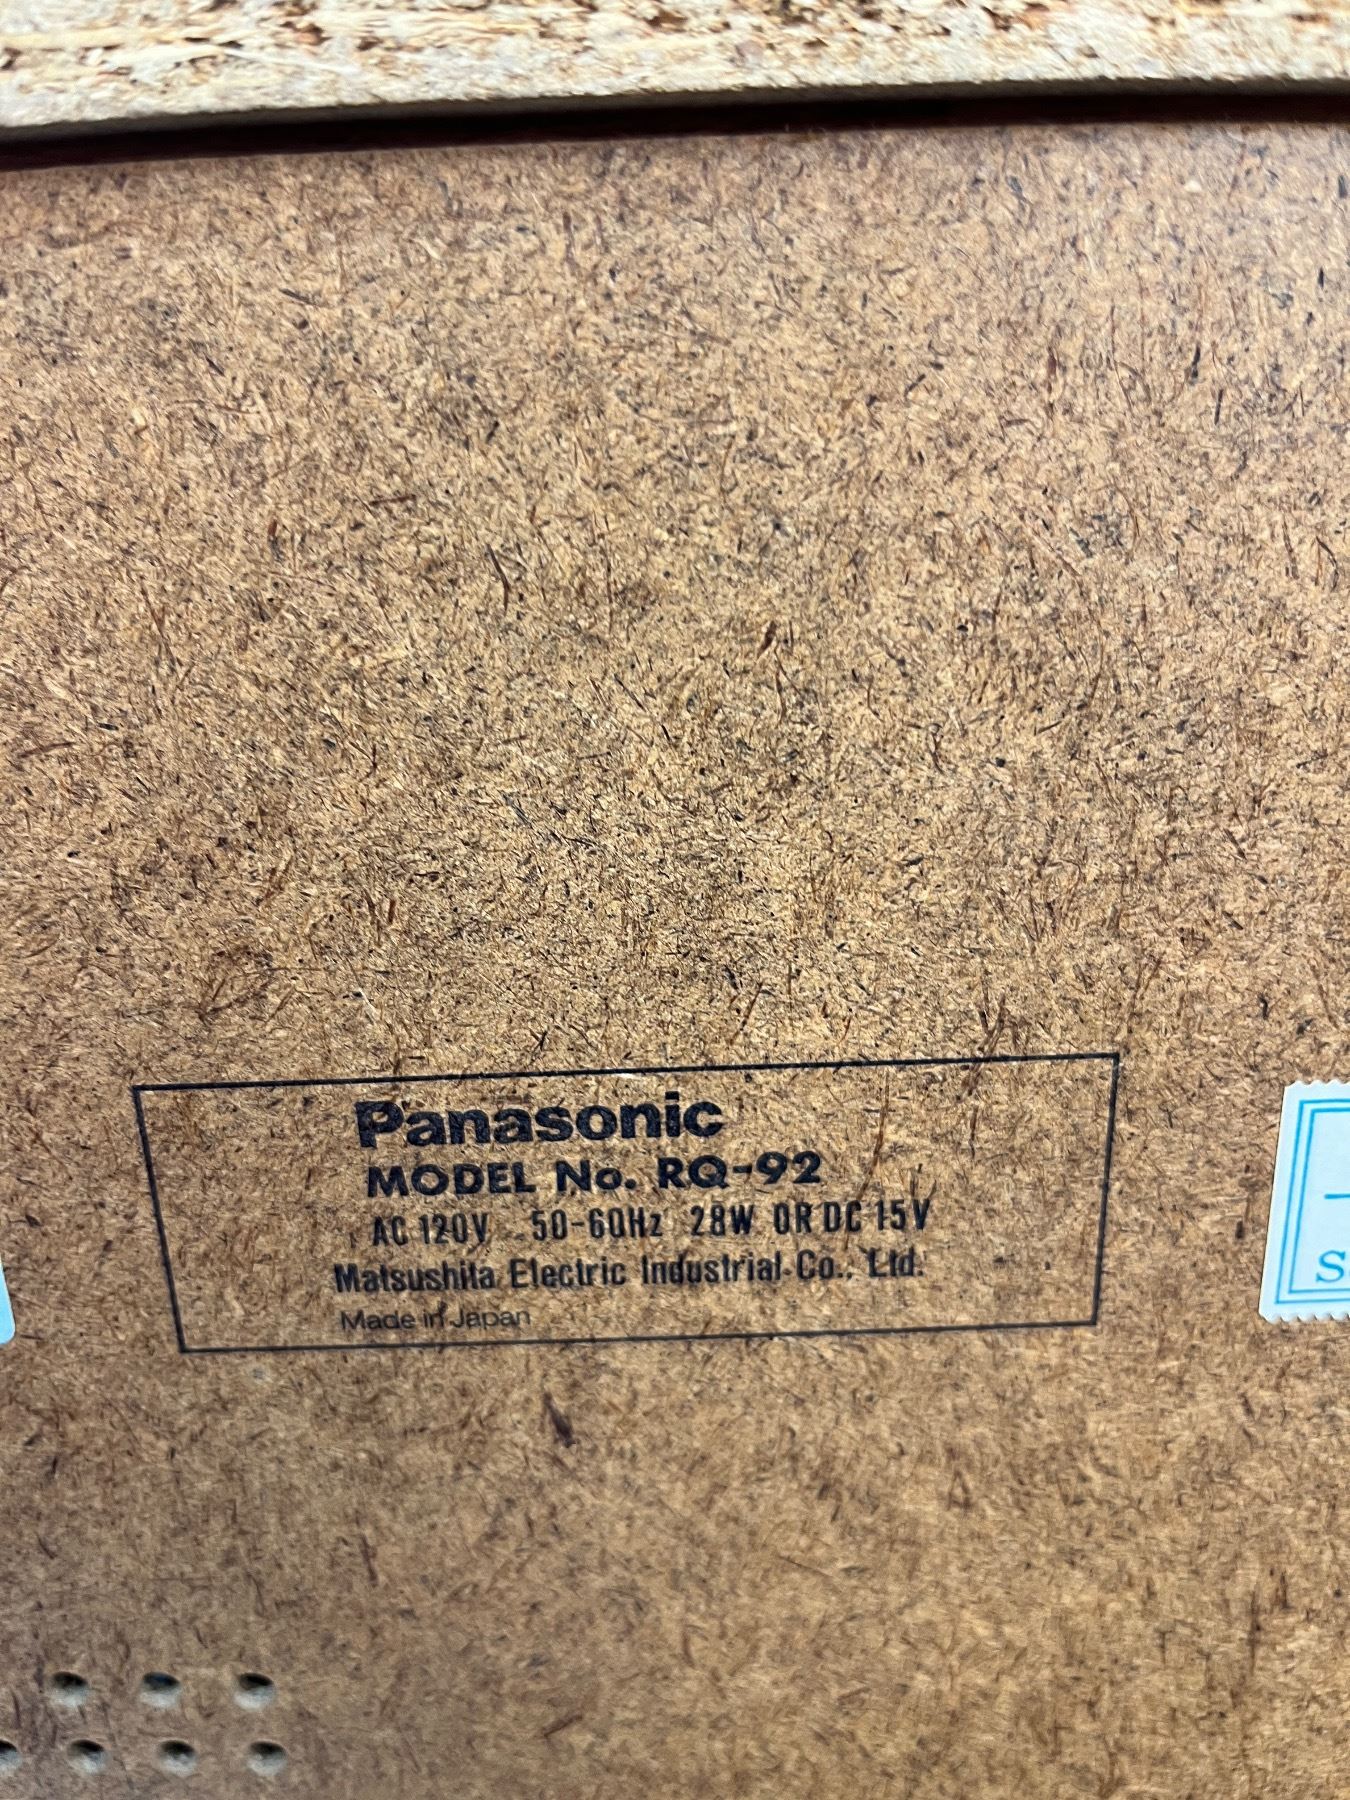 Panasonic
MODEL No. RQ-92
AC 120V 50-60Hz 28W OR DC 15V
Matsushita Electric Industrial Co., Ltd.
Made in Japan